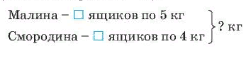 Малина – □ ящиков по 5 кг
Смородина – □ ящиков по 4 кг
? кг